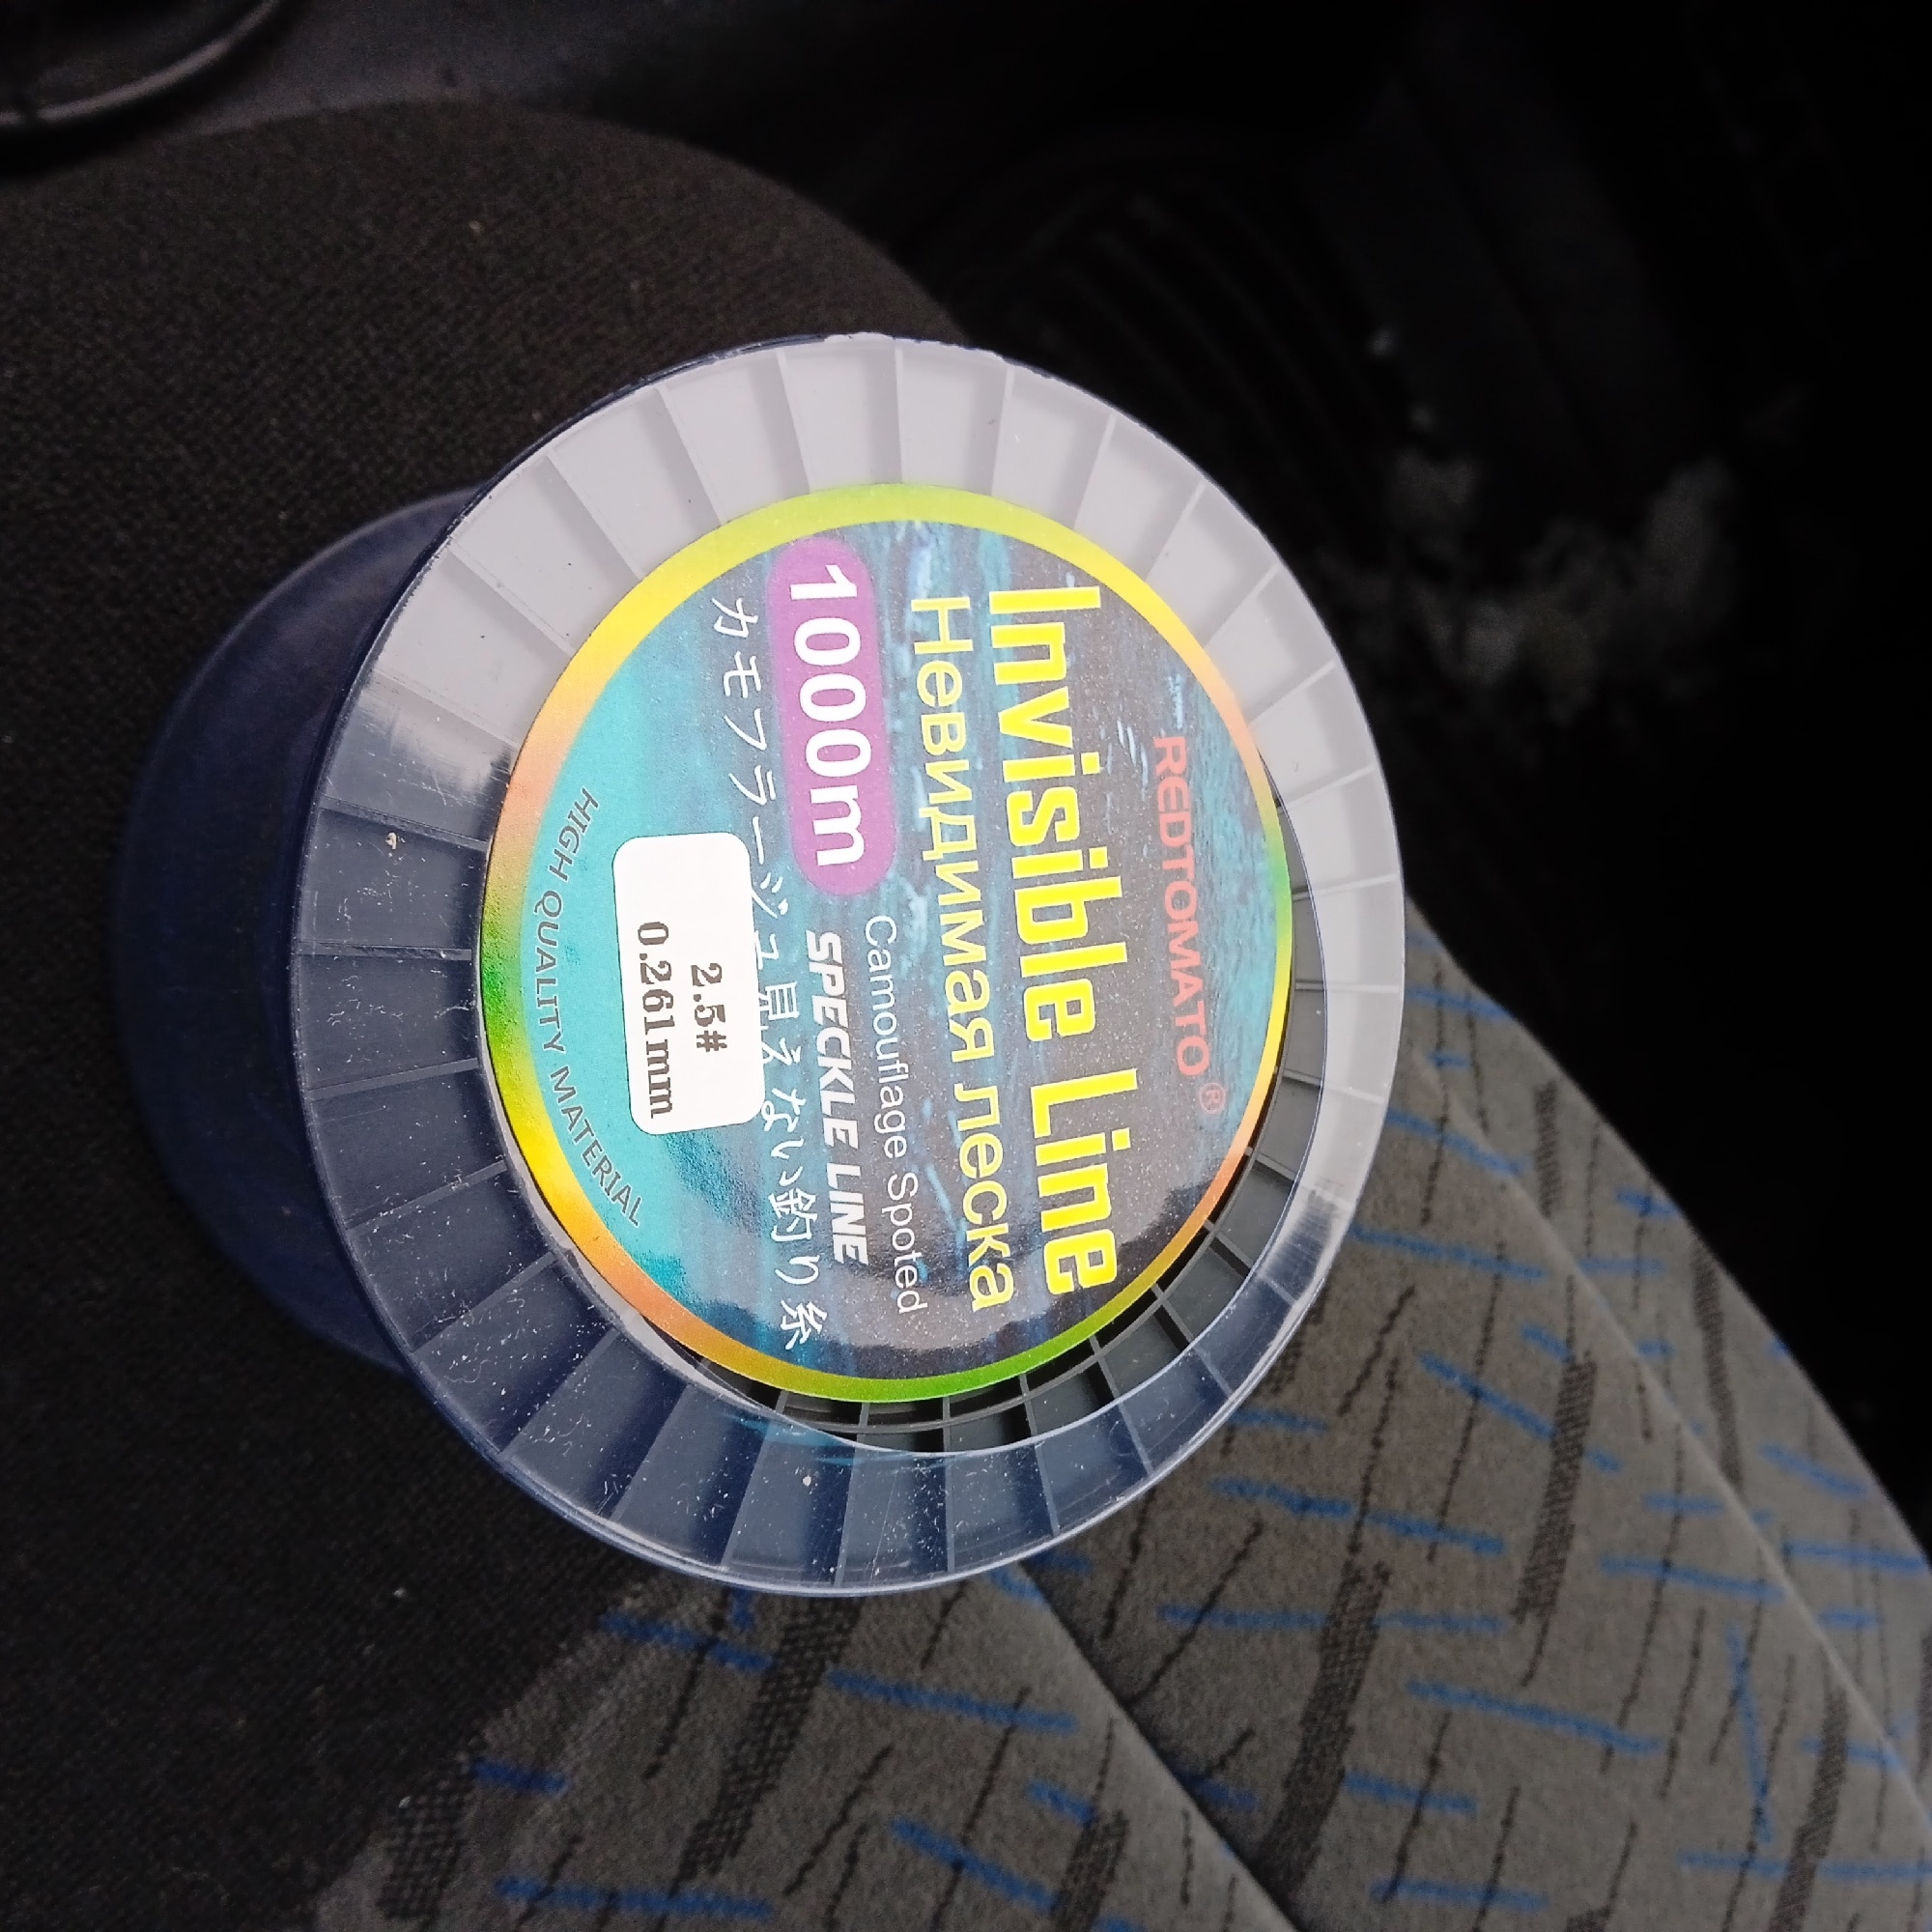 REDTOMATO®
Invisible Line
Невидимая леска
1000m
Camouflage Spoted
SPECKLE LINE
カモフラージュ見えない釣り糸
2.5#
0.261mm
HIGH QUALITY MATERIAL